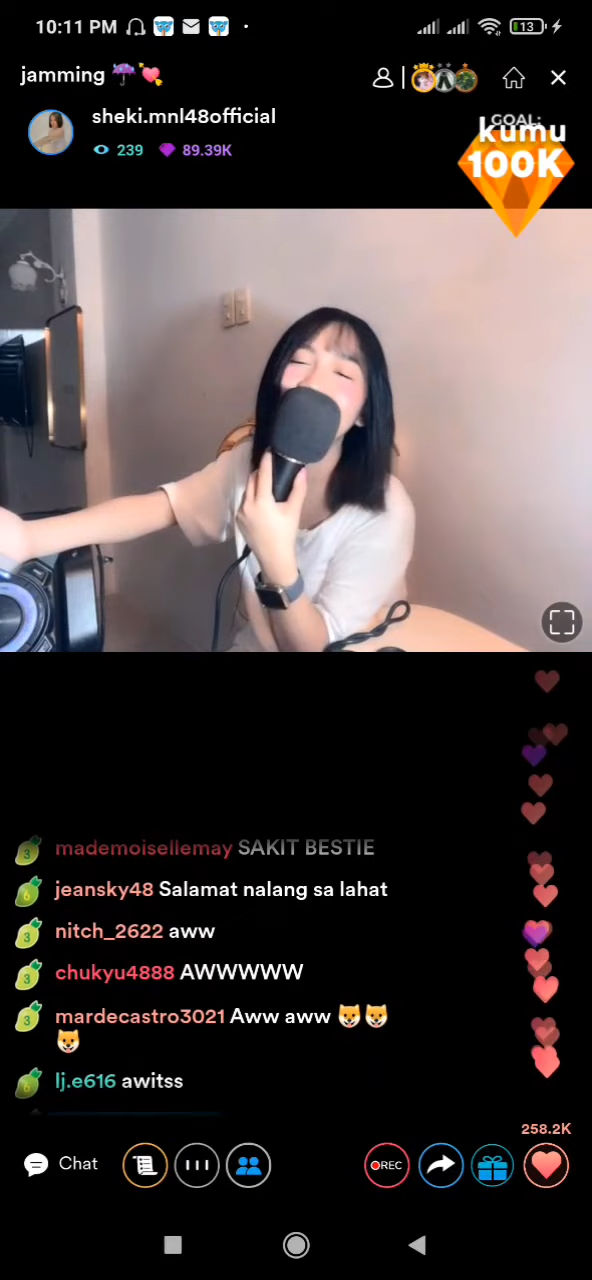 10:11 PM
13
jamming
sheki.mnl48official
239 89.39K
GOAL:
kumu
100K
mademoisellemay SAKIT BESTIE
jeansky48 Salamat nalang sa lahat
nitch_2622 aww
chukyu4888 AWWWWW
mardecastro3021 Aww aww
lj.e616 awitss
258.2K
Chat
REC